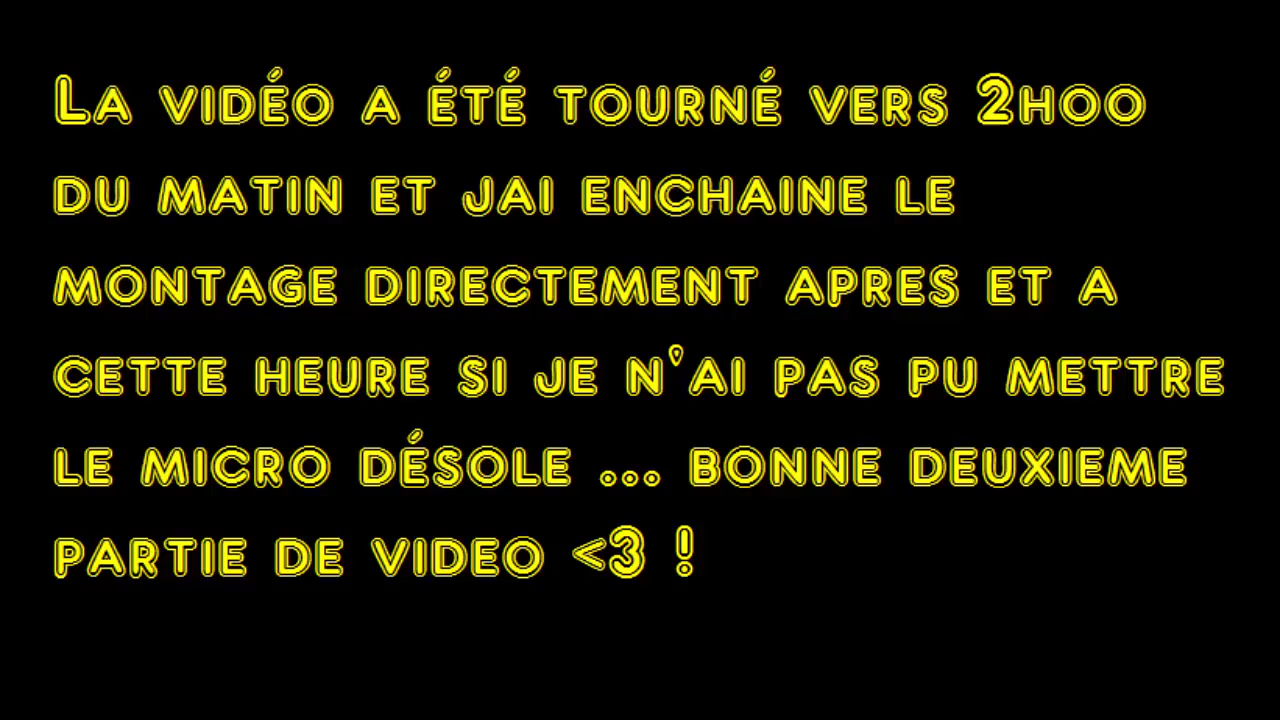 La vidéo a été tourné vers 2hoo
du matin et jai enchaine le
montage directement apres et a
cette heure si je n'ai pas pu mettre
le micro désole ... bonne deuxieme
partie de video <3 !